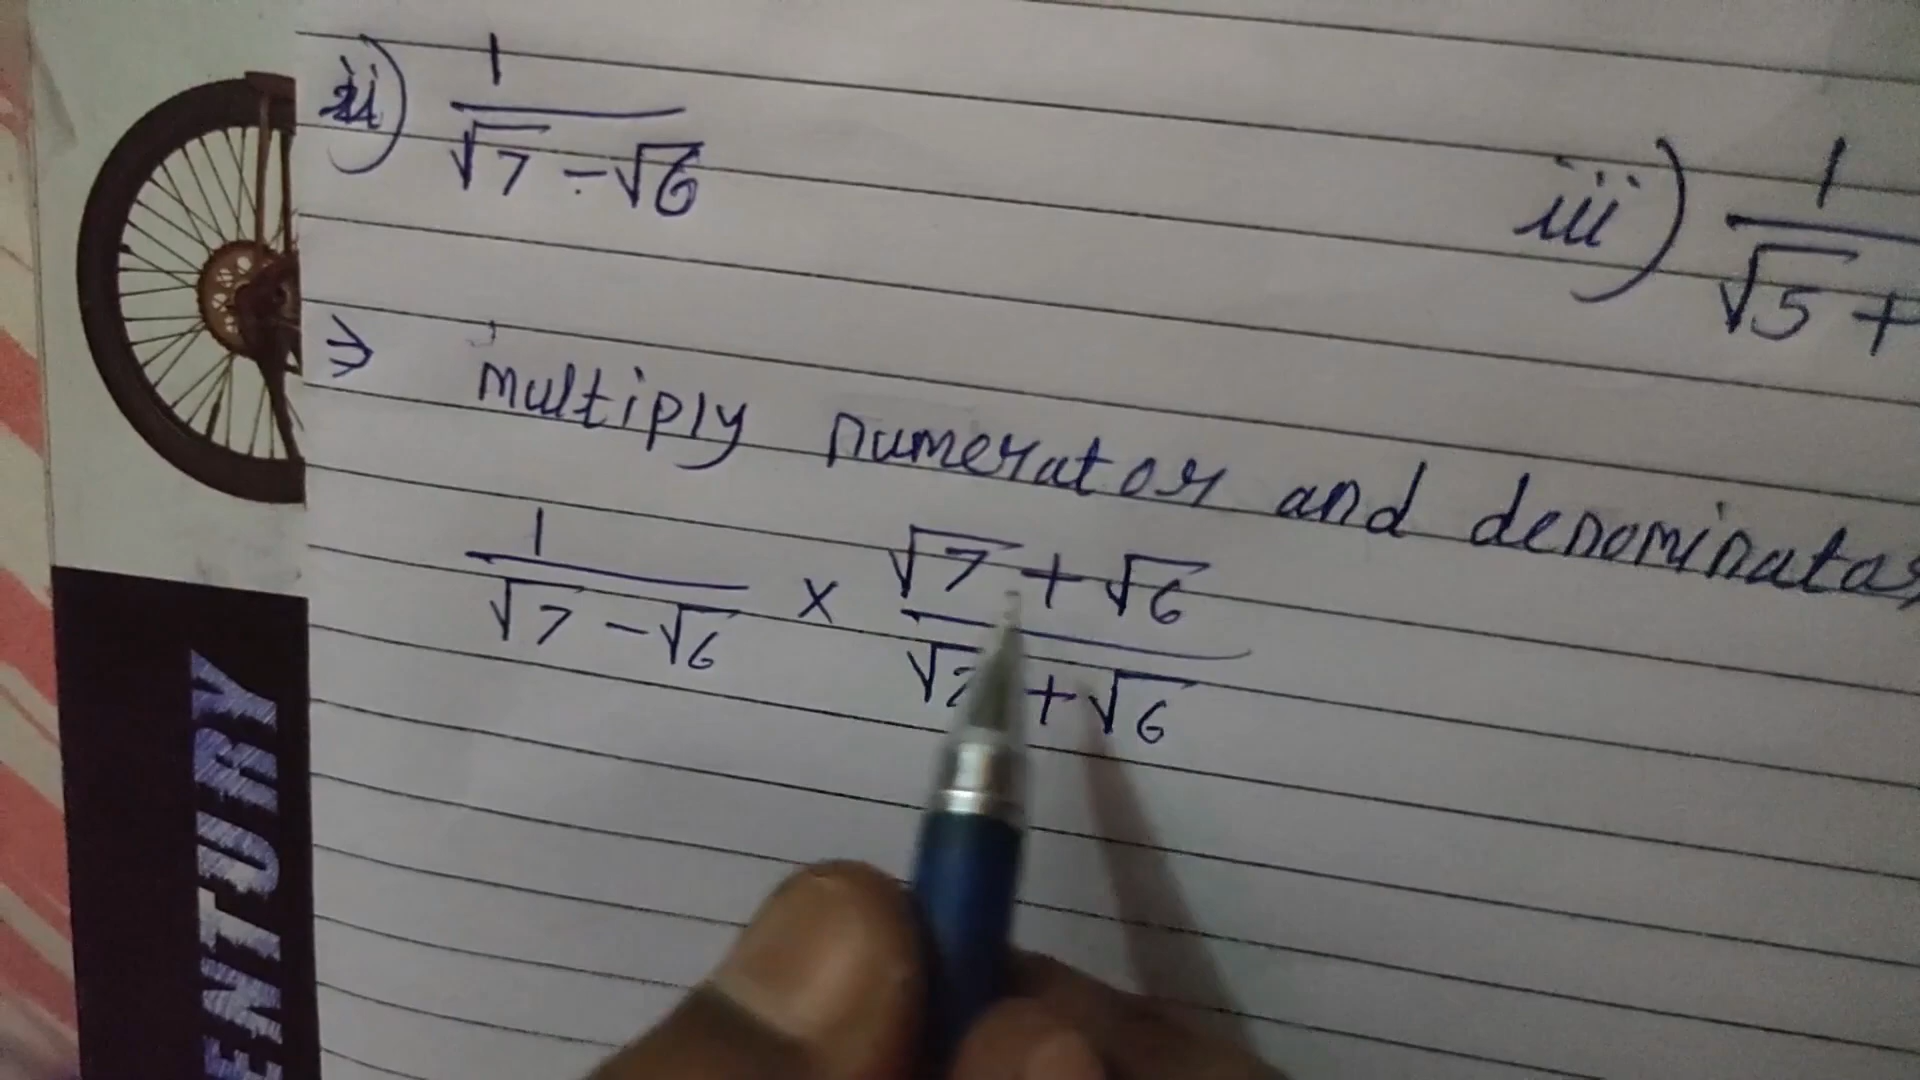 ii) 1/(√7 - √6)
iii) 1/(√5 +
⇒ multiply numerator and denominator
1/(√7 - √6) × (√7 + √6)/(√7 + √6)
ENTURY